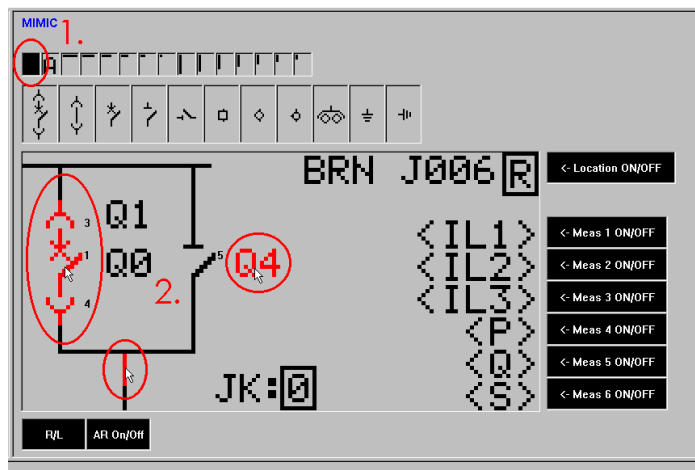 MIMIC 1.
A
BRN J006 R <- Location ON/OFF
3 Q1
<IL1> <- Meas 1 ON/OFF
1 Q0 5 Q4 <IL2> <- Meas 2 ON/OFF
4 2. <IL3> <- Meas 3 ON/OFF
<P> <- Meas 4 ON/OFF
<Q> <- Meas 5 ON/OFF
JK:0 <S> <- Meas 6 ON/OFF
R/L AR On/Off